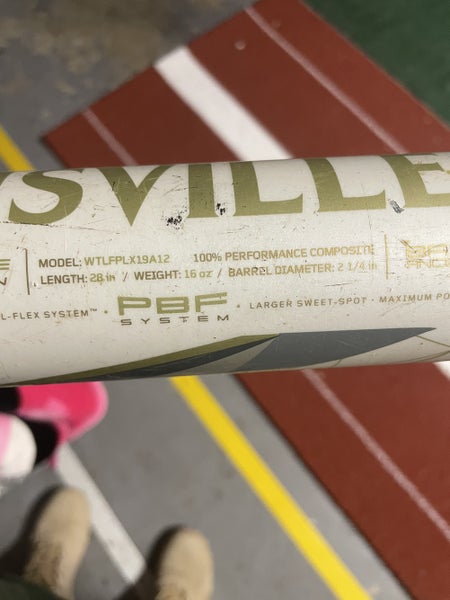 SVILLE
MODEL: WTLFPLX19A12 100% PERFORMANCE COMPOSITE
LENGTH: 28 in / WEIGHT: 16 oz / BARREL DIAMETER: 2 1/4 in
L-FLEX SYSTEM™ · PBF SYSTEM · LARGER SWEET-SPOT · MAXIMUM PO